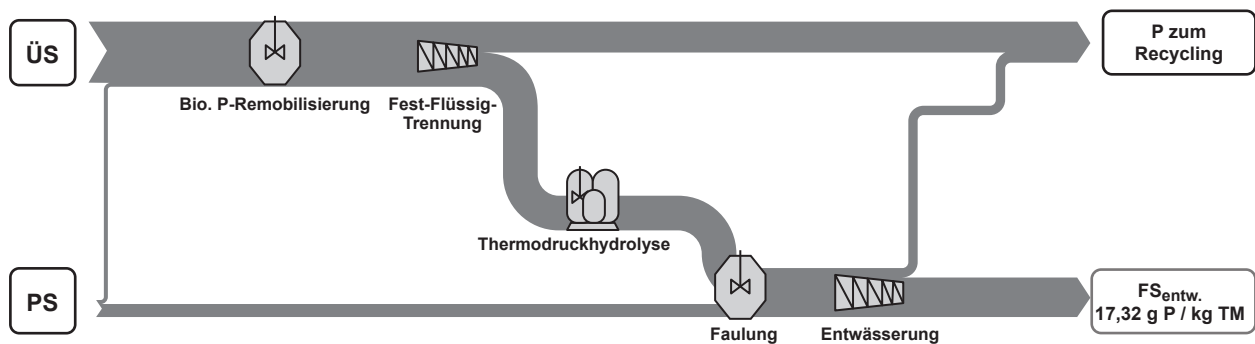 ÜS
P zum
Recycling
Bio. P-Remobilisierung
Fest-Flüssig-
Trennung
Thermodruckhydrolyse
PS
FSentw.
17,32 g P / kg TM
Faulung
Entwässerung